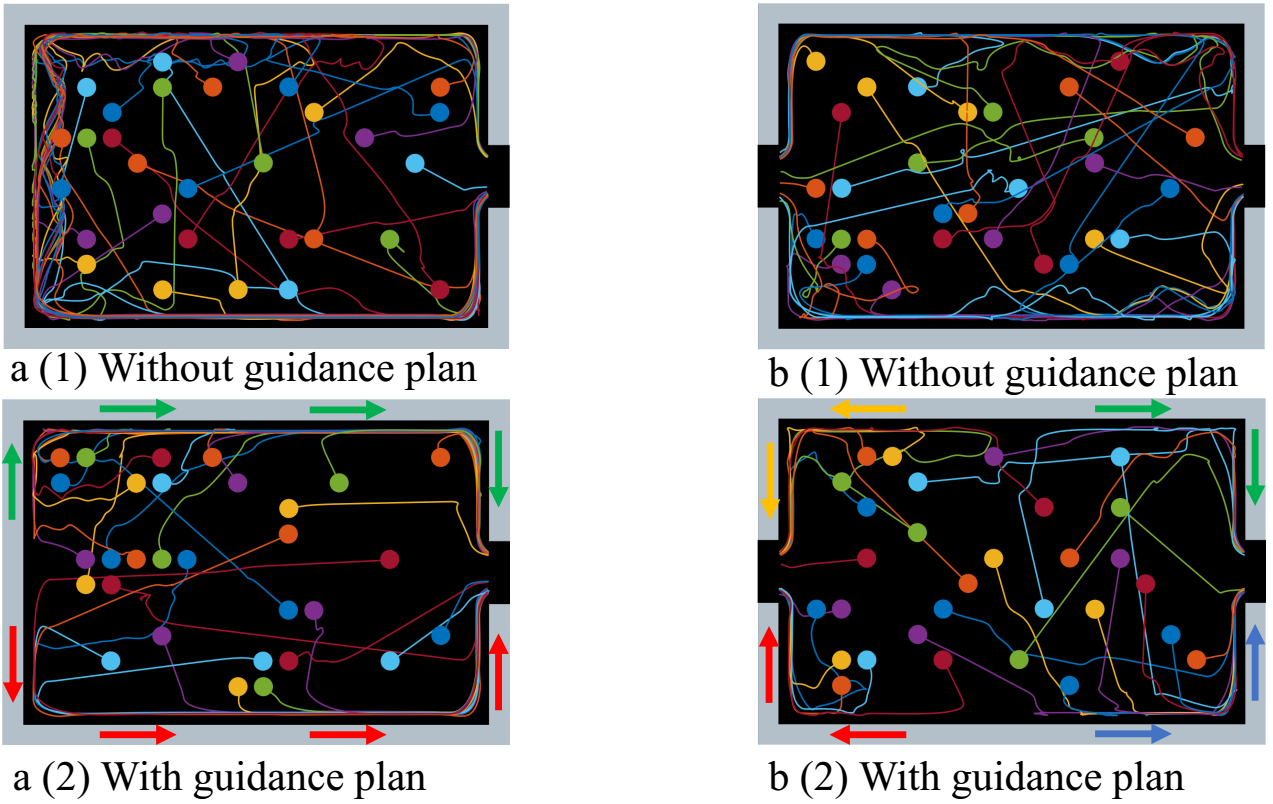 a (1) Without guidance plan
b (1) Without guidance plan
a (2) With guidance plan
b (2) With guidance plan